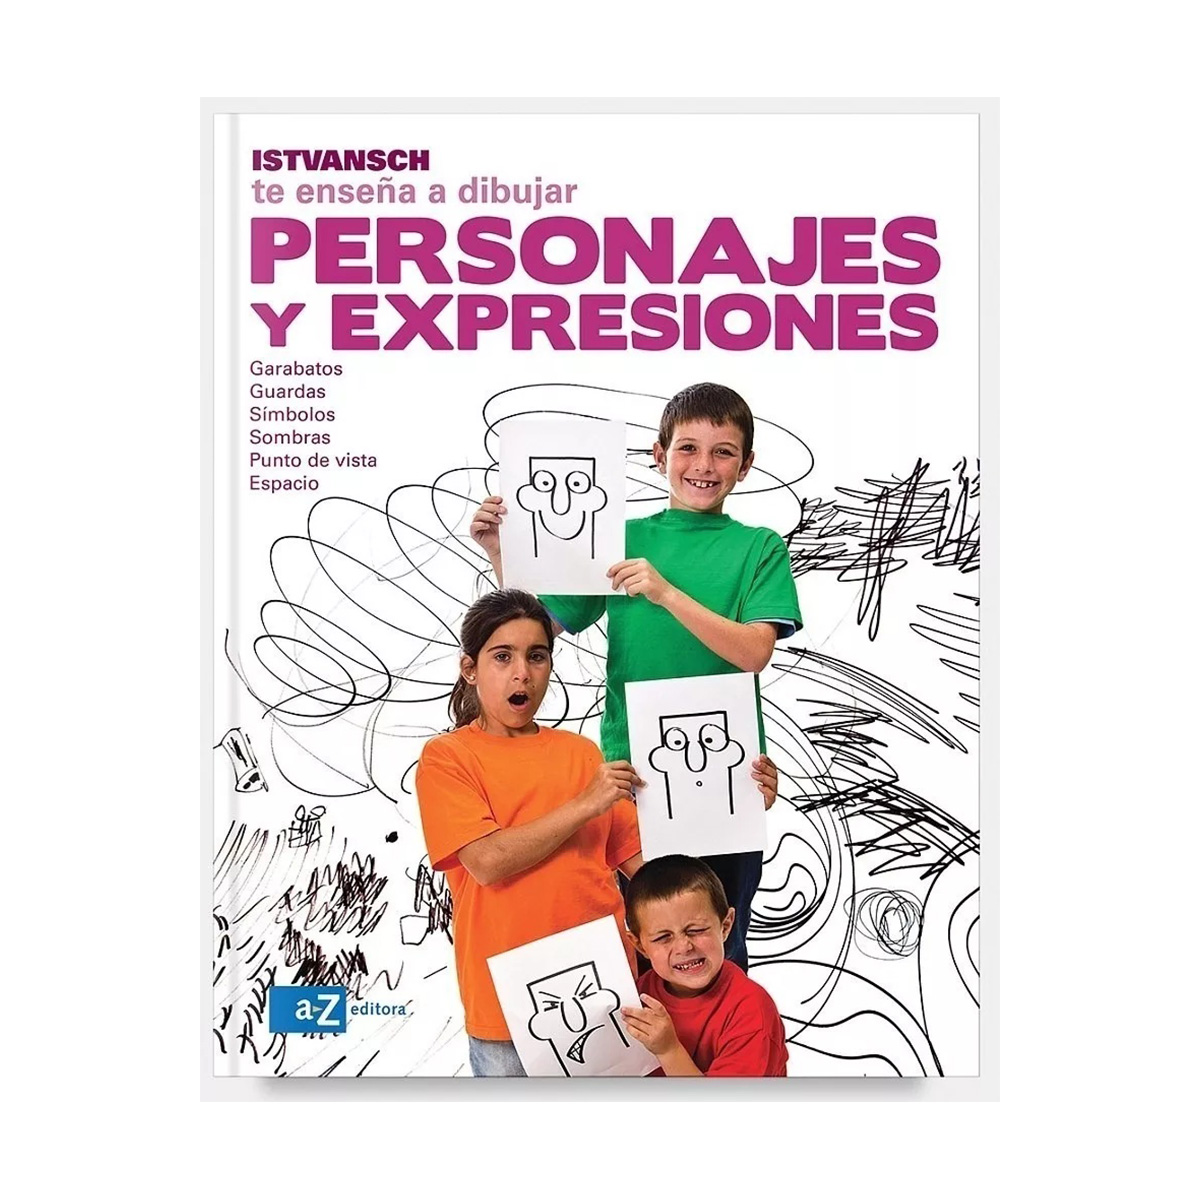 ISTVANSCH
te enseña a dibujar
PERSONAJES
Y EXPRESIONES
Garabatos
Guardas
Símbolos
Sombras
Punto de vista
Espacio
a-Z editora